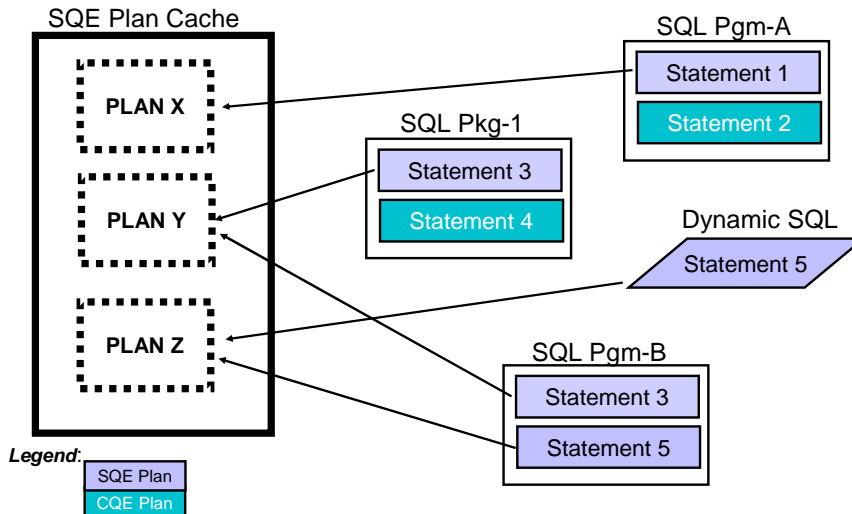 SQE Plan Cache
PLAN X
PLAN Y
PLAN Z
SQL Pgm-A
Statement 1
Statement 2
SQL Pkg-1
Statement 3
Statement 4
Dynamic SQL
Statement 5
SQL Pgm-B
Statement 3
Statement 5
Legend:
SQE Plan
CQE Plan